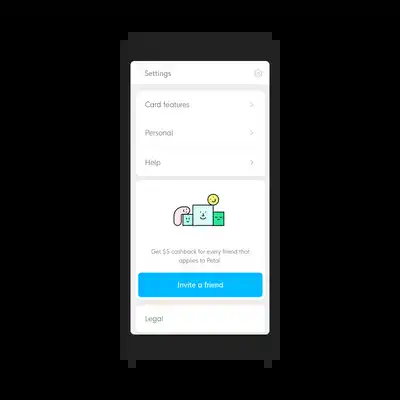 Settings
Card features
Personal
Help
Get $5 cashback for every friend that
applies to Petal
Invite a friend
Legal